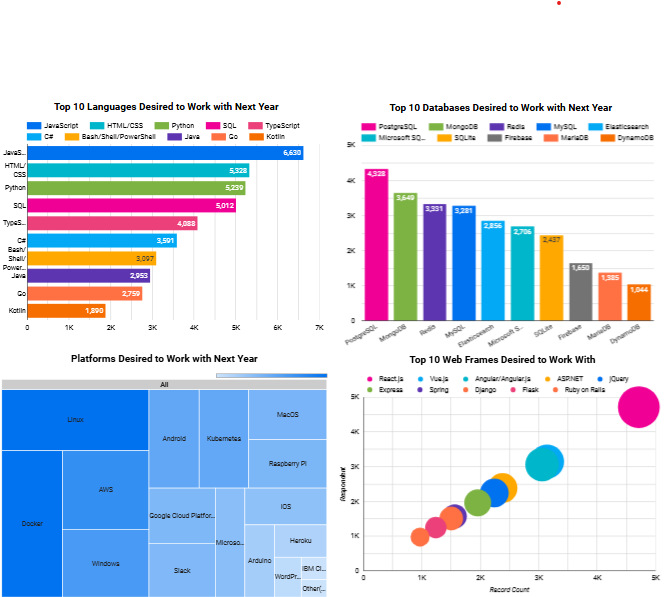 Top 10 Languages Desired to Work with Next Year
JavaScript HTML/CSS Python SQL TypeScript
C# Bash/Shell/PowerShell Java Go Kotlin
JavaS... 6,630
HTML/
CSS 5,328
Python 5,239
SQL 5,012
TypeS... 4,088
C# 3,591
Bash/
Shell/ 3,097
Power...
Java 2,953
Go 2,759
Kotlin 1,890
0 1K 2K 3K 4K 5K 6K 7K
Top 10 Databases Desired to Work with Next Year
PostgreSQL MongoDB Redis MySQL Elasticsearch
Microsoft SQ... SQLite Firebase MariaDB DynamoDB
5K
4K
3K
2K
1K
0
4,328 3,649 3,331 3,281 2,856 2,706 2,437 1,650 1,385 1,044
PostgreSQL MongoDB Redis MySQL Elasticsearch Microsoft S... SQLite Firebase MariaDB DynamoDB
Platforms Desired to Work with Next Year
All
Linux
Docker
AWS
Windows
Android
Kubernetes
MacOS
Raspberry Pi
Google Cloud Platfor...
Slack
Microso...
IOS
Arduino
Heroku
WordPr...
IBM Cl...
Other(...
Top 10 Web Frames Desired to Work With
React.js Vue.js Angular/Angular.js ASP.NET jQuery
Express Spring Django Flask Ruby on Rails
5K
4K
3K
2K
1K
0
Respondent
0 1K 2K 3K 4K 5K
Record Count